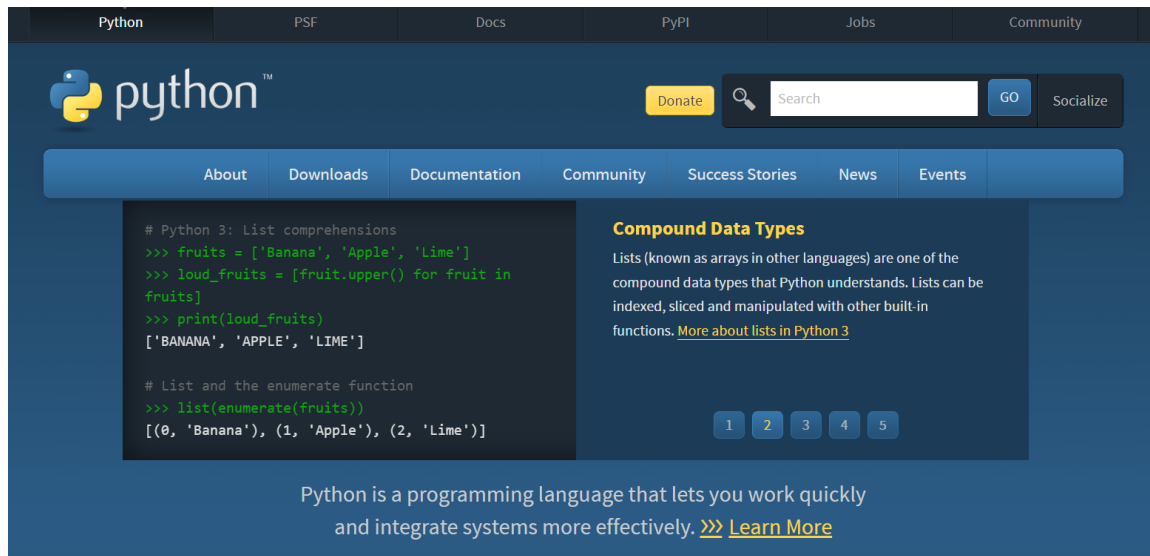 Python PSF Docs PyPI Jobs Community
python™
Donate Search GO Socialize
About Downloads Documentation Community Success Stories News Events
# Python 3: List comprehensions
>>> fruits = ['Banana', 'Apple', 'Lime']
>>> loud_fruits = [fruit.upper() for fruit in
fruits]
>>> print(loud_fruits)
['BANANA', 'APPLE', 'LIME']
# List and the enumerate function
>>> list(enumerate(fruits))
[(0, 'Banana'), (1, 'Apple'), (2, 'Lime')]
Compound Data Types
Lists (known as arrays in other languages) are one of the
compound data types that Python understands. Lists can be
indexed, sliced and manipulated with other built-in
functions. More about lists in Python 3
1 2 3 4 5
Python is a programming language that lets you work quickly
and integrate systems more effectively. >>> Learn More